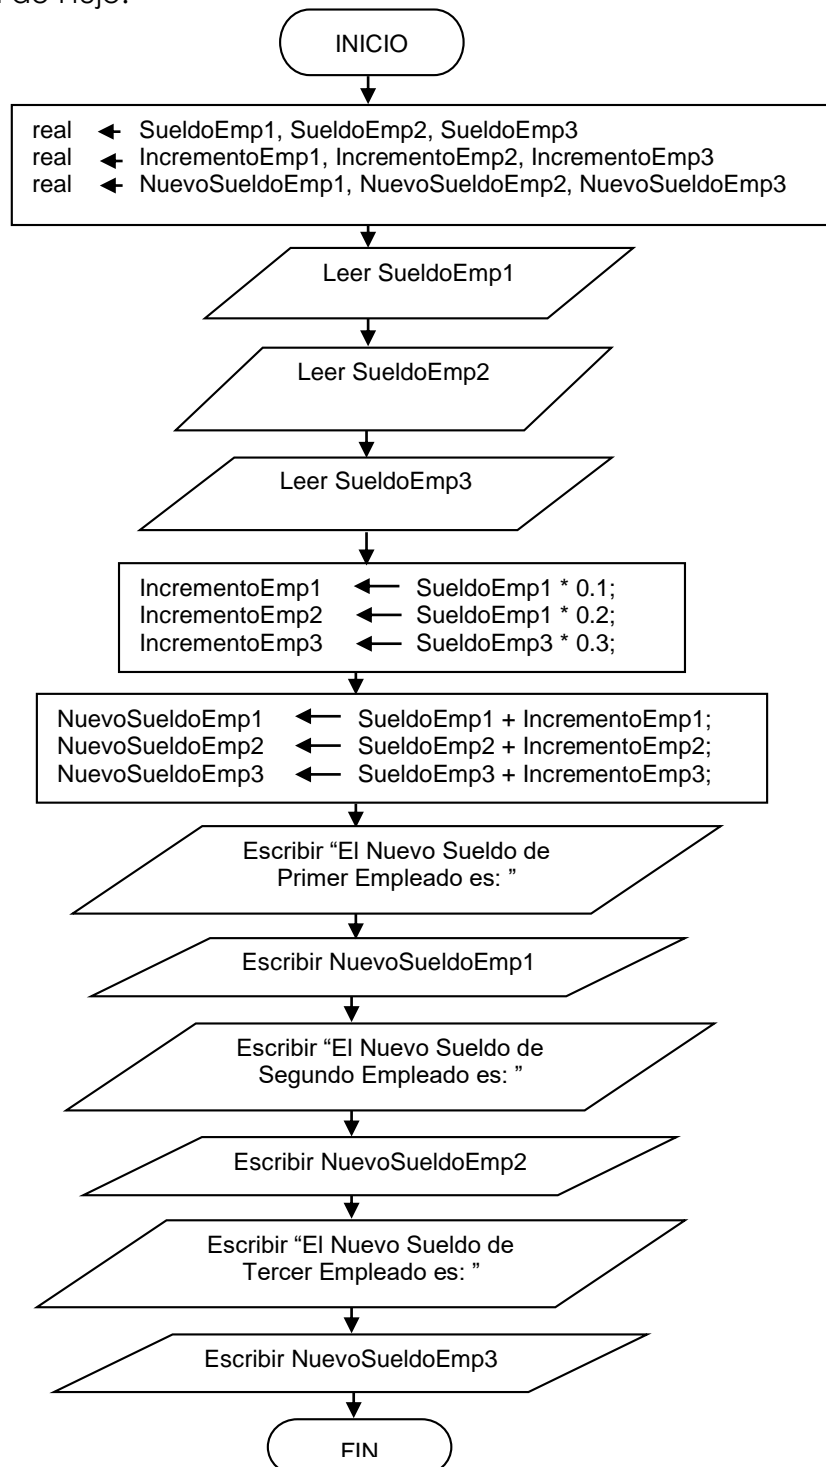 de Flujo.
INICIO
real ← SueldoEmp1, SueldoEmp2, SueldoEmp3
real ← IncrementoEmp1, IncrementoEmp2, IncrementoEmp3
real ← NuevoSueldoEmp1, NuevoSueldoEmp2, NuevoSueldoEmp3
Leer SueldoEmp1
Leer SueldoEmp2
Leer SueldoEmp3
IncrementoEmp1 ← SueldoEmp1 * 0.1;
IncrementoEmp2 ← SueldoEmp1 * 0.2;
IncrementoEmp3 ← SueldoEmp3 * 0.3;
NuevoSueldoEmp1 ← SueldoEmp1 + IncrementoEmp1;
NuevoSueldoEmp2 ← SueldoEmp2 + IncrementoEmp2;
NuevoSueldoEmp3 ← SueldoEmp3 + IncrementoEmp3;
Escribir “El Nuevo Sueldo de
Primer Empleado es: ”
Escribir NuevoSueldoEmp1
Escribir “El Nuevo Sueldo de
Segundo Empleado es: ”
Escribir NuevoSueldoEmp2
Escribir “El Nuevo Sueldo de
Tercer Empleado es: ”
Escribir NuevoSueldoEmp3
FIN